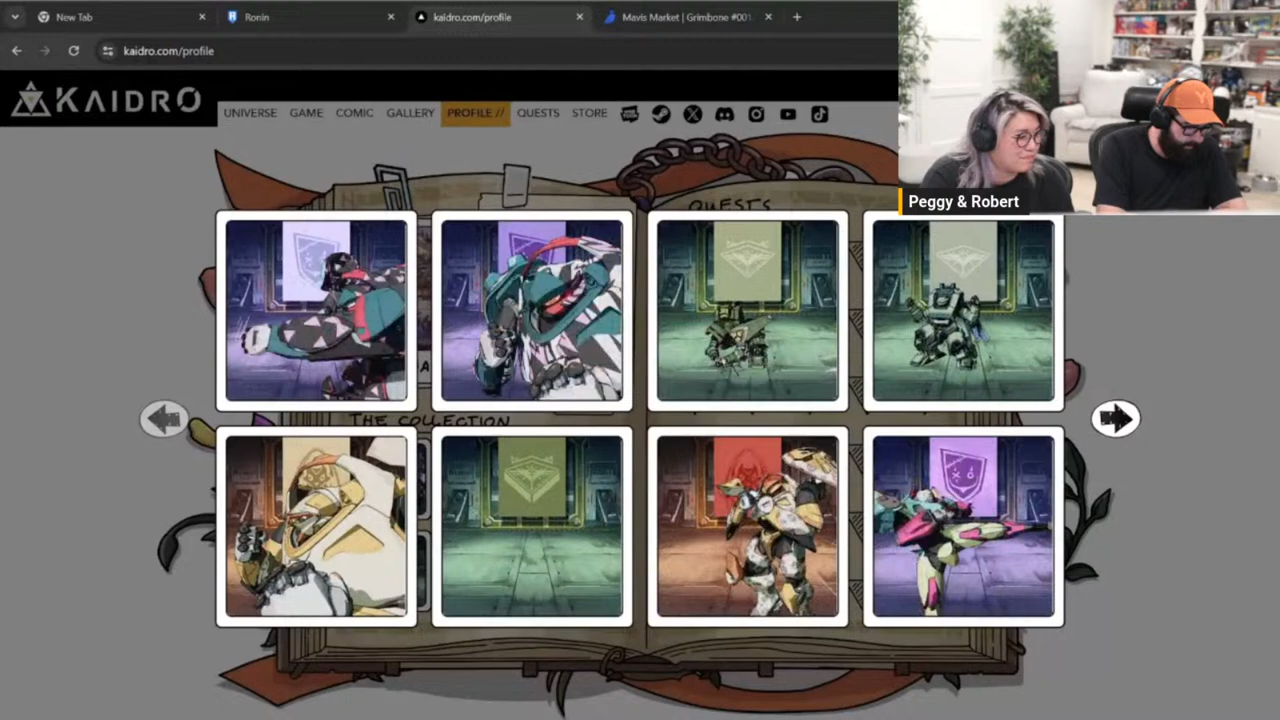 New Tab
Ronin
kaidro.com/profile
Mavis Market | Grimbone #001
kaidro.com/profile
KAIDRO
UNIVERSE GAME COMIC GALLERY PROFILE // QUESTS STORE
Peggy & Robert
QUESTS
THE COLLECTION